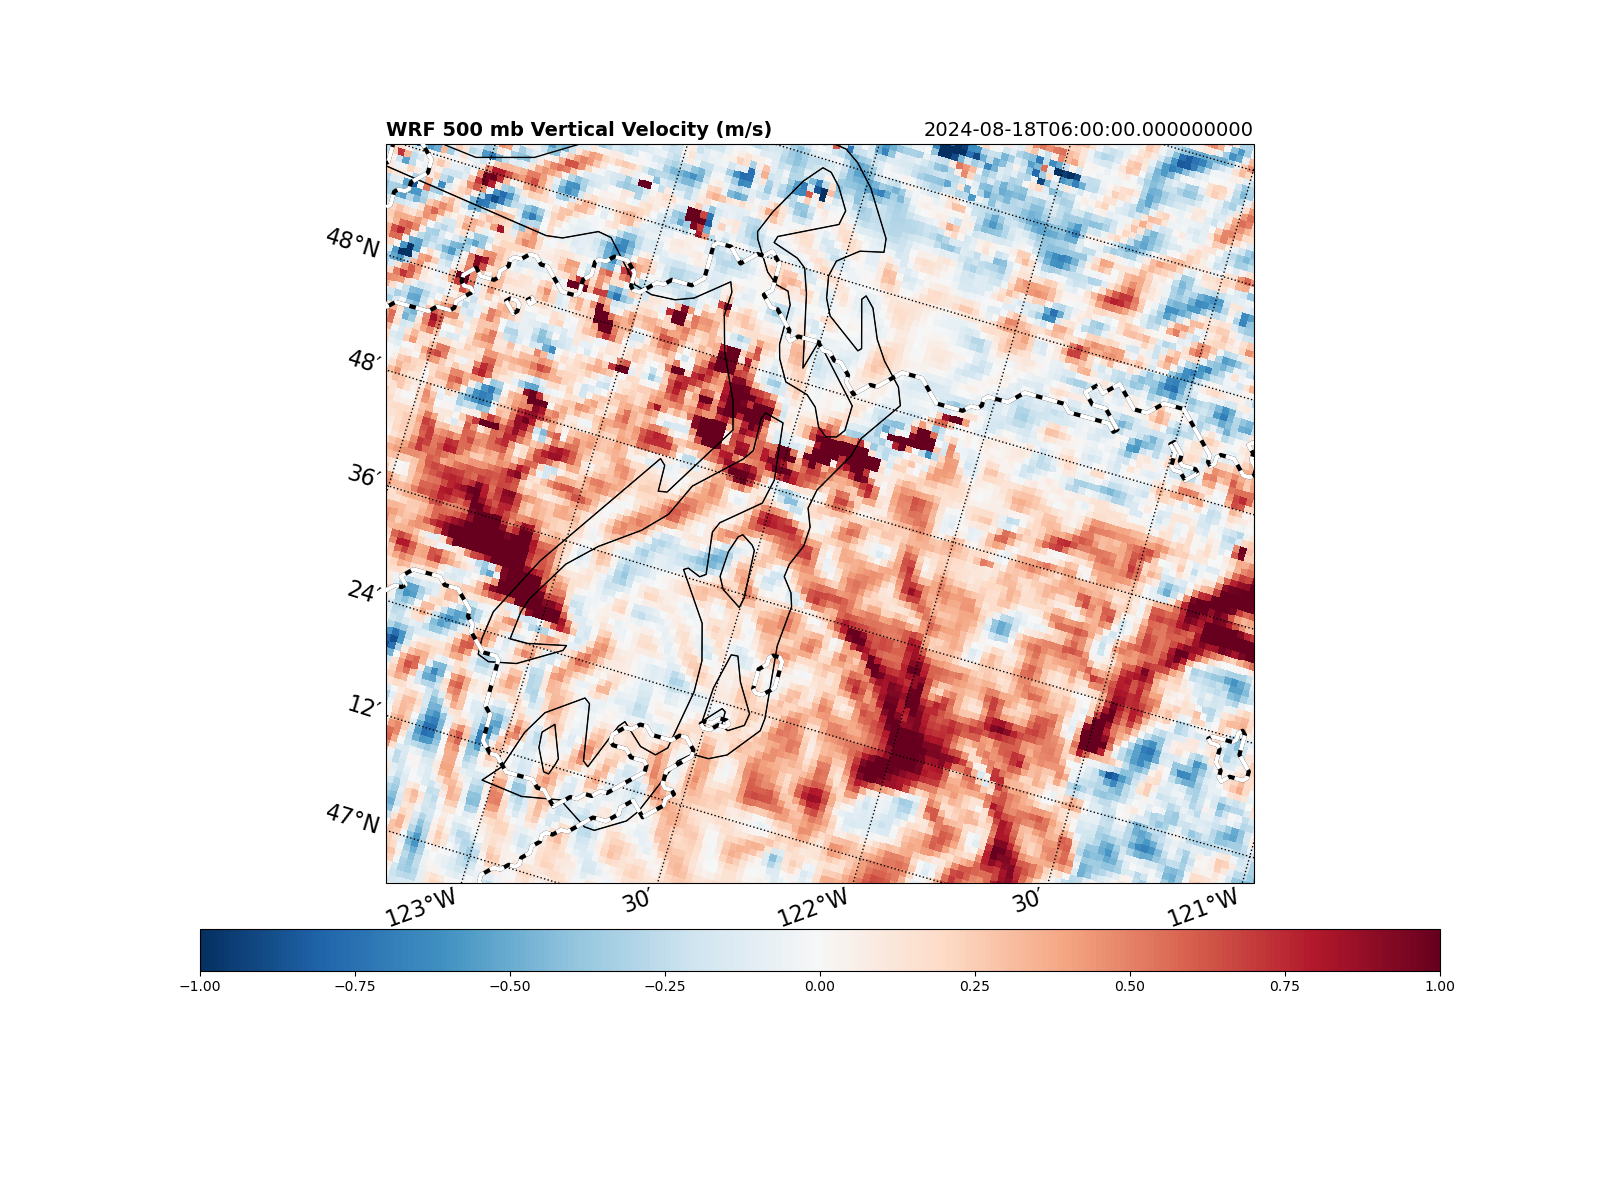 WRF 500 mb Vertical Velocity (m/s) 2024-08-18T06:00:00.000000000
48°N
48′
36′
24′
12′
47°N
123°W 30′ 122°W 30′ 121°W
−1.00 −0.75 −0.50 −0.25 0.00 0.25 0.50 0.75 1.00